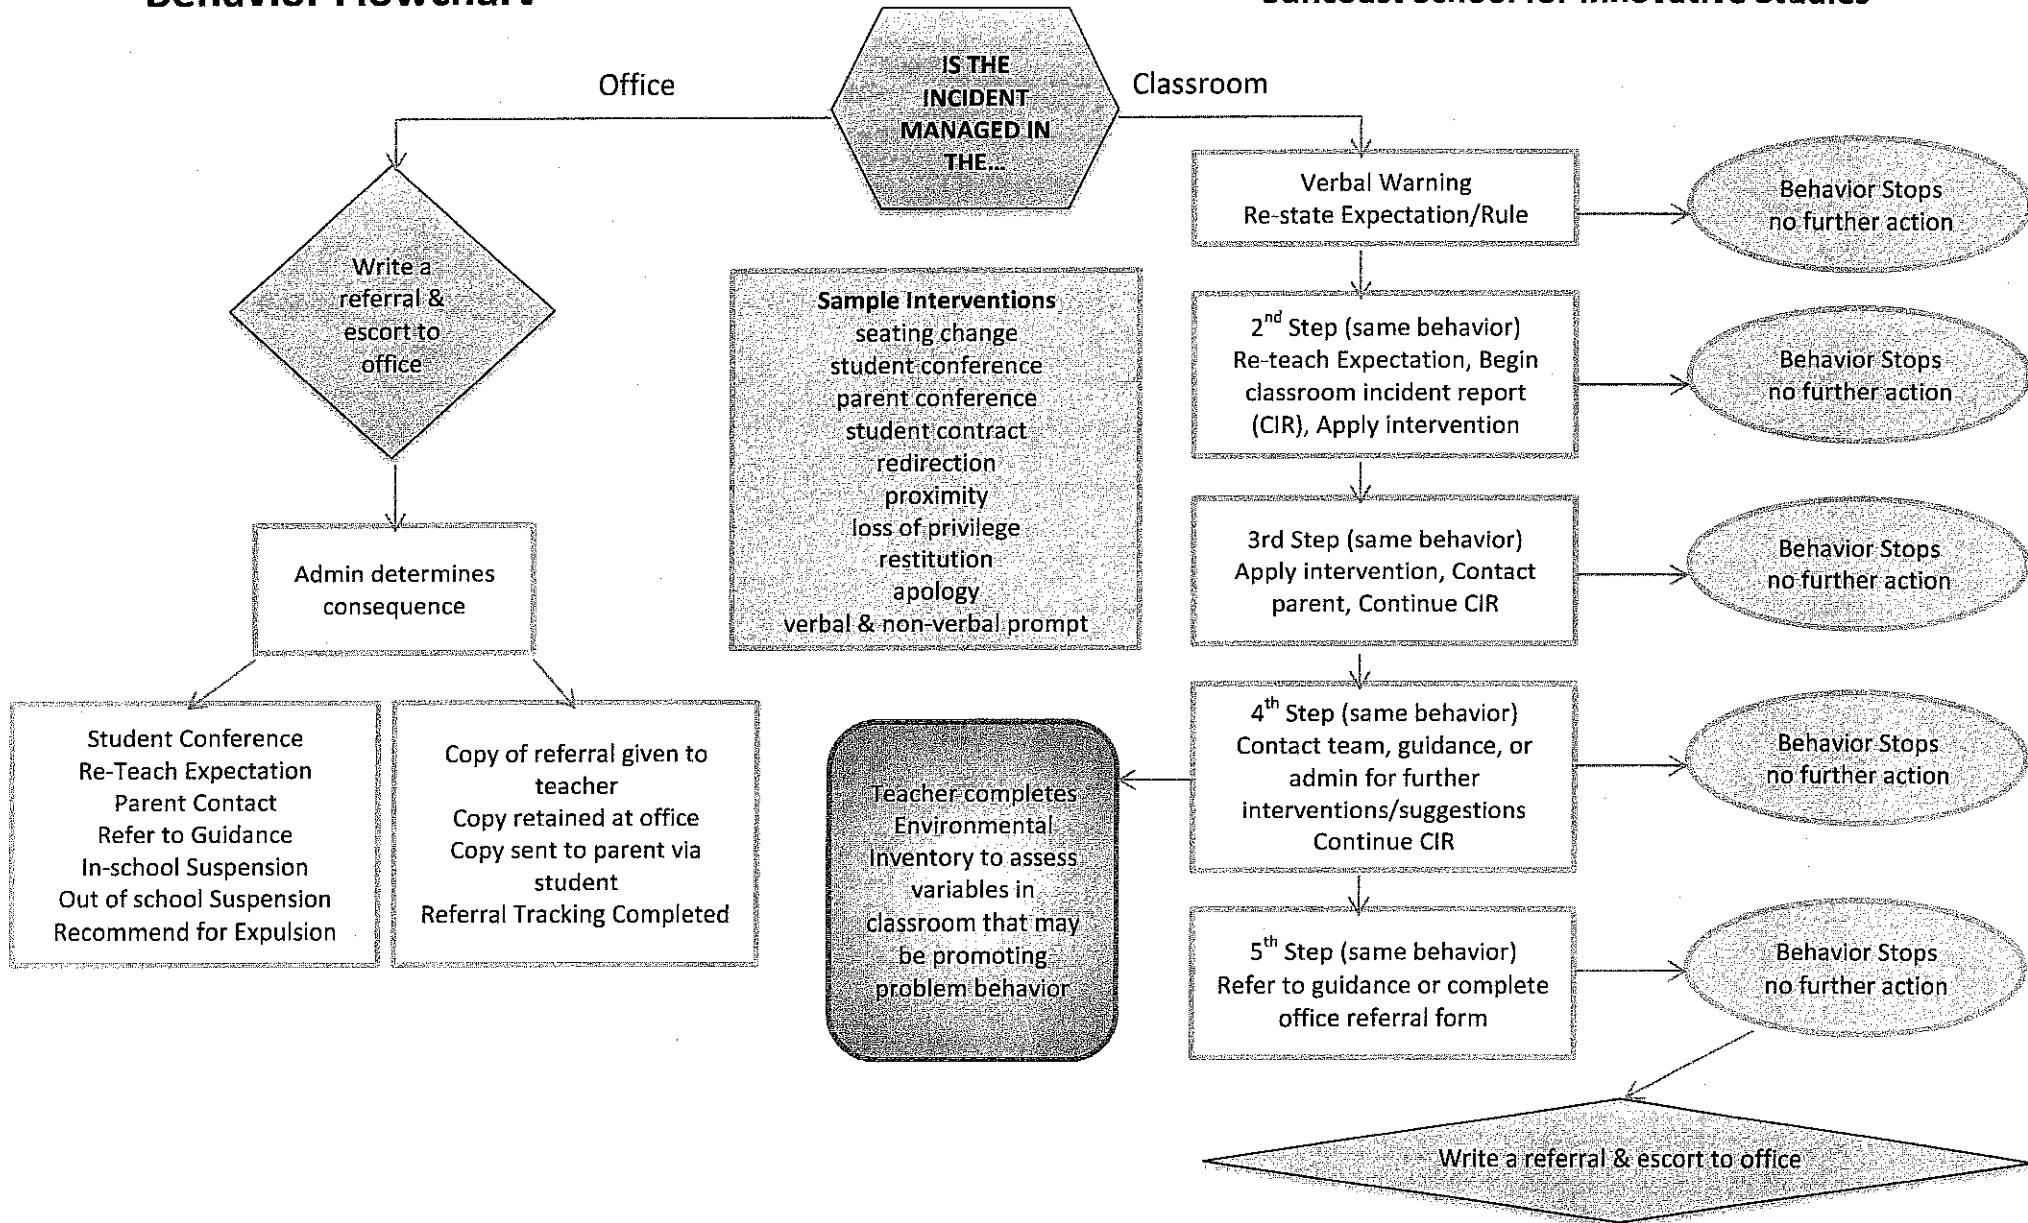 Behavior Flowchart
Suncoast School for Innovative Studies
IS THE
INCIDENT
MANAGED IN
THE...
Office
Classroom
Write a
referral &
escort to
office
Admin determines
consequence
Student Conference
Re-Teach Expectation
Parent Contact
Refer to Guidance
In-school Suspension
Out of school Suspension
Recommend for Expulsion
Copy of referral given to
teacher
Copy retained at office
Copy sent to parent via
student
Referral Tracking Completed
Sample Interventions
seating change
student conference
parent conference
student contract
redirection
proximity
loss of privilege
restitution
apology
verbal & non-verbal prompt
Teacher completes
Environmental
Inventory to assess
variables in
classroom that may
be promoting
problem behavior
Verbal Warning
Re-state Expectation/Rule
Behavior Stops
no further action
2nd Step (same behavior)
Re-teach Expectation, Begin
classroom incident report
(CIR), Apply intervention
Behavior Stops
no further action
3rd Step (same behavior)
Apply intervention, Contact
parent, Continue CIR
Behavior Stops
no further action
4th Step (same behavior)
Contact team, guidance, or
admin for further
interventions/suggestions
Continue CIR
Behavior Stops
no further action
5th Step (same behavior)
Refer to guidance or complete
office referral form
Behavior Stops
no further action
Write a referral & escort to office